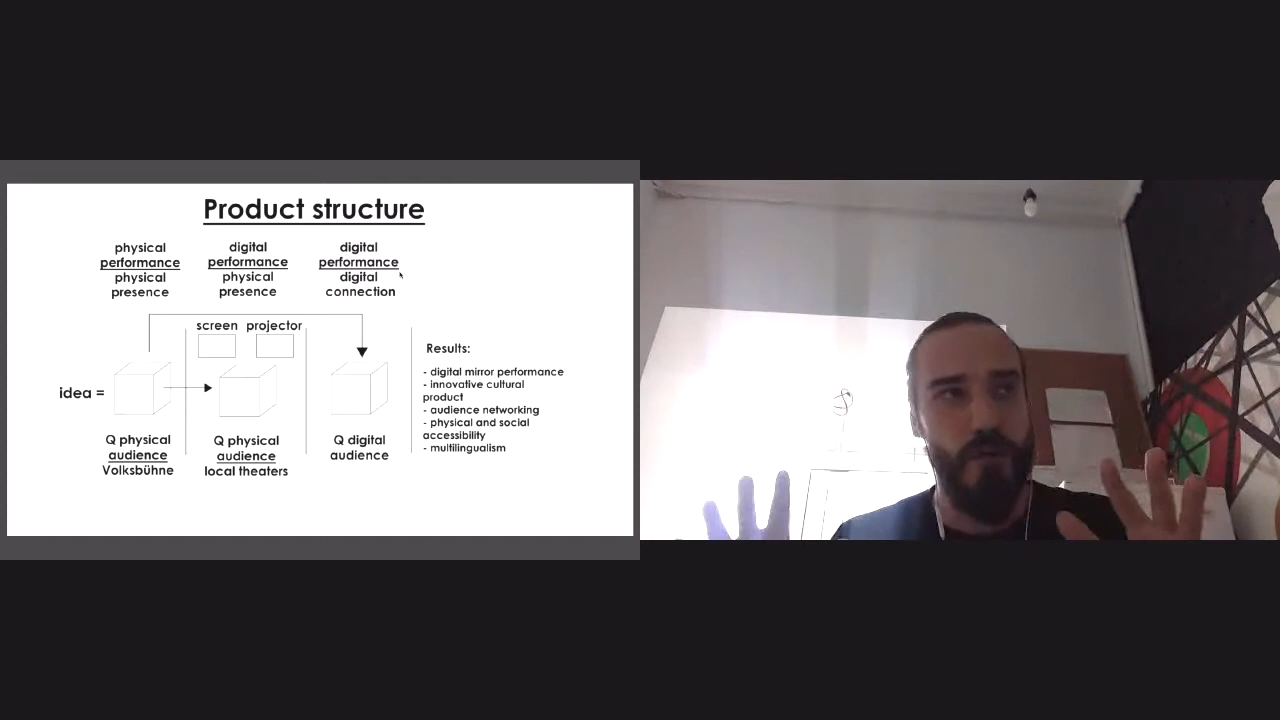 Product structure
physical
performance
physical
presence
digital
performance
physical
presence
digital
performance
digital
connection
screen projector
idea =
Q physical
audience
Volksbühne
Q physical
audience
local theaters
Q digital
audience
Results:
- digital mirror performance
- innovative cultural
product
- audience networking
- physical and social
accessibility
- multilingualism